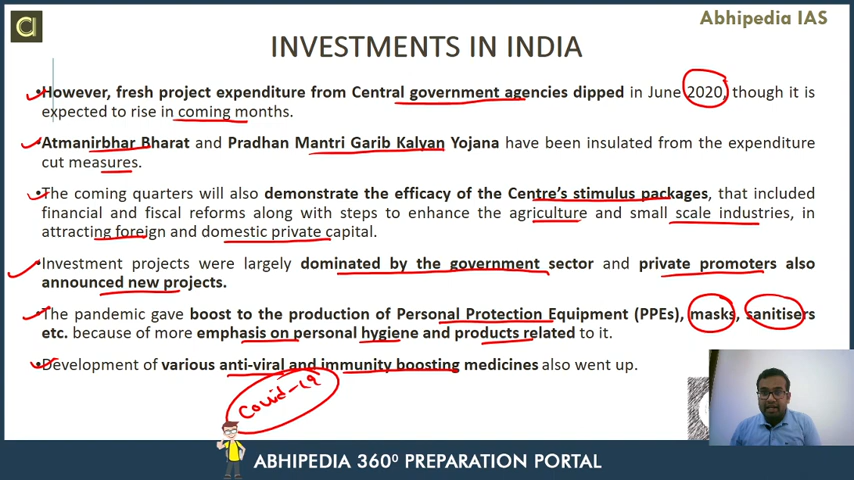 Abhipedia IAS
a
INVESTMENTS IN INDIA
•However, fresh project expenditure from Central government agencies dipped in June 2020, though it is
expected to rise in coming months.
•Atmanirbhar Bharat and Pradhan Mantri Garib Kalyan Yojana have been insulated from the expenditure
cut measures.
•The coming quarters will also demonstrate the efficacy of the Centre's stimulus packages, that included
financial and fiscal reforms along with steps to enhance the agriculture and small scale industries, in
attracting foreign and domestic private capital.
•Investment projects were largely dominated by the government sector and private promoters also
announced new projects.
•The pandemic gave boost to the production of Personal Protection Equipment (PPEs), masks, sanitisers
etc. because of more emphasis on personal hygiene and products related to it.
•Development of various anti-viral and immunity boosting medicines also went up.
Covid-19
ABHIPEDIA 360⁰ PREPARATION PORTAL